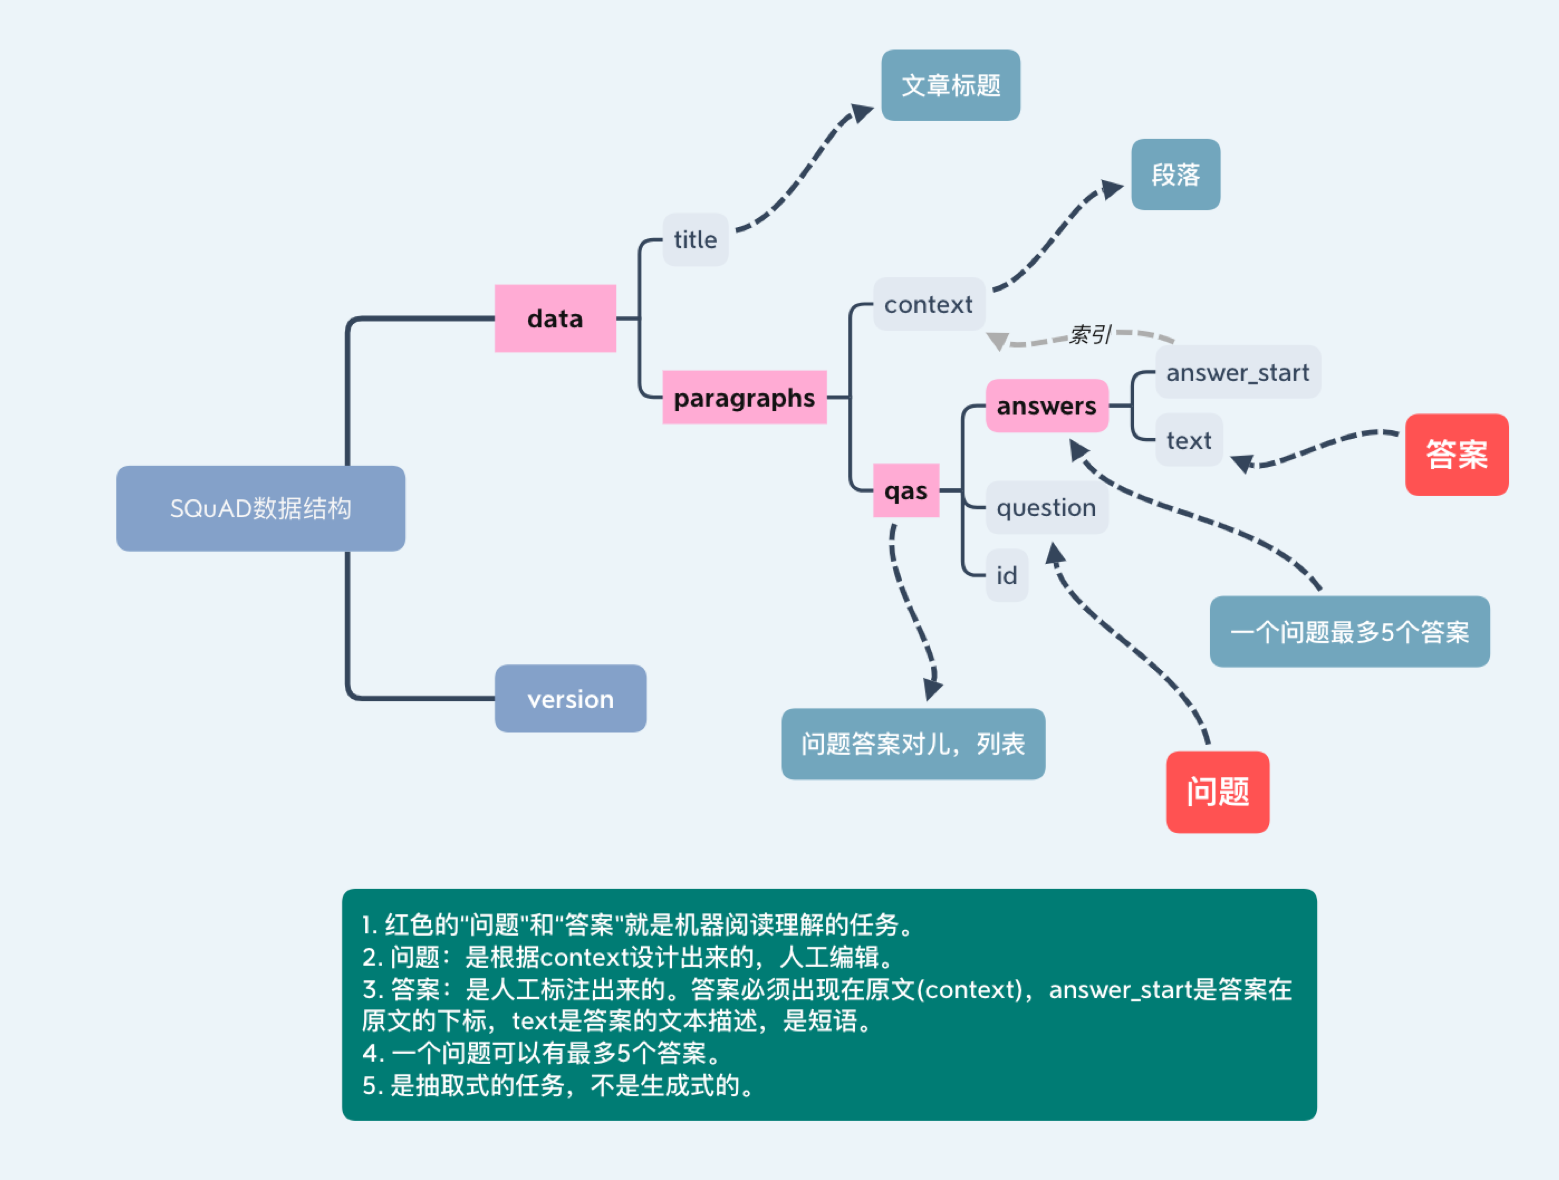 文章标题
段落
title
context
data
索引
answer_start
paragraphs
answers
text
答案
qas
question
SQuAD数据结构
id
一个问题最多5个答案
version
问题答案对儿，列表
问题
1. 红色的"问题"和"答案"就是机器阅读理解的任务。
2. 问题：是根据context设计出来的，人工编辑。
3. 答案：是人工标注出来的。答案必须出现在原文(context)，answer_start是答案在
原文的下标，text是答案的文本描述，是短语。
4. 一个问题可以有最多5个答案。
5. 是抽取式的任务，不是生成式的。